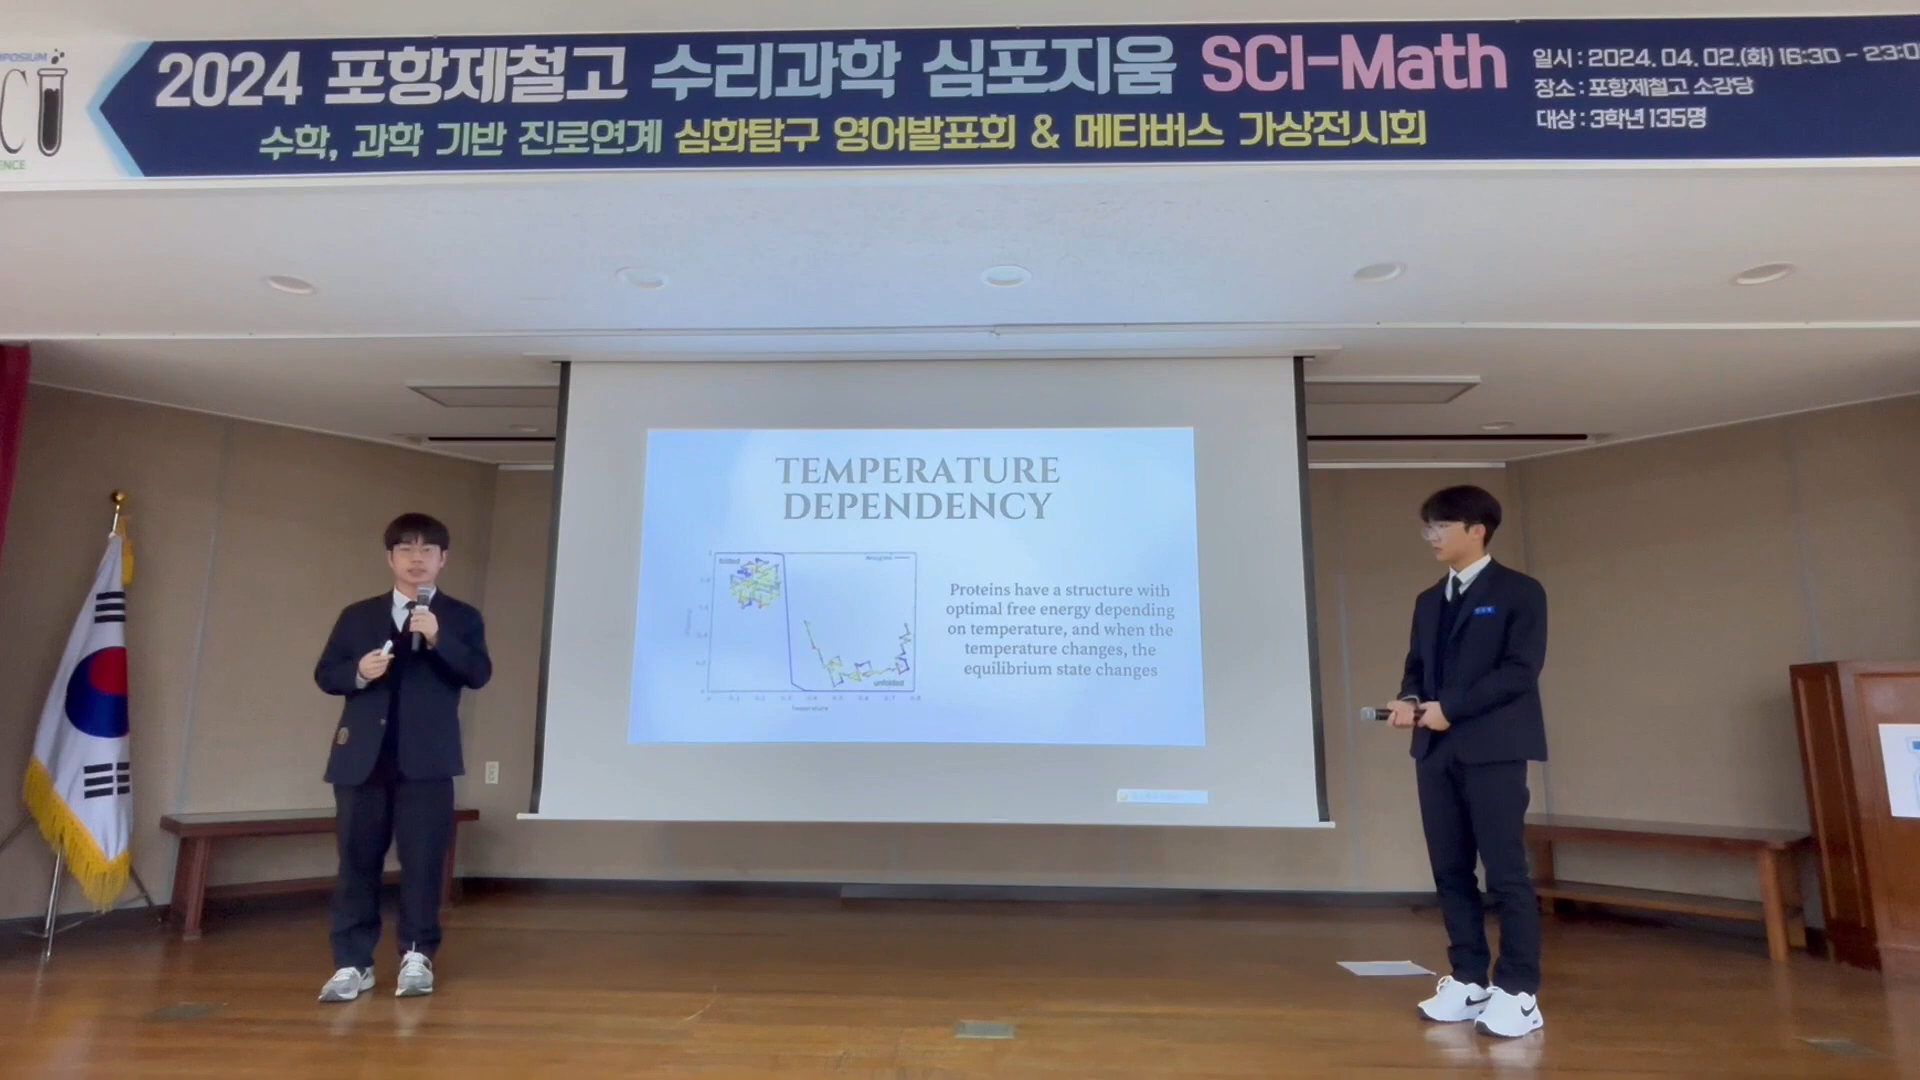 2024 포항제철고 수리과학 심포지움 SCI-Math
수학, 과학 기반 진로연계 심화탐구 영어발표회 & 메타버스 가상전시회
일시 : 2024. 04. 02.(화) 16:30 - 23:0
장소 : 포항제철고 소강당
대상 : 3학년 135명
TEMPERATURE
DEPENDENCY
folded
unfolded
Temperature
Proteins have a structure with
optimal free energy depending
on temperature, and when the
temperature changes, the
equilibrium state changes